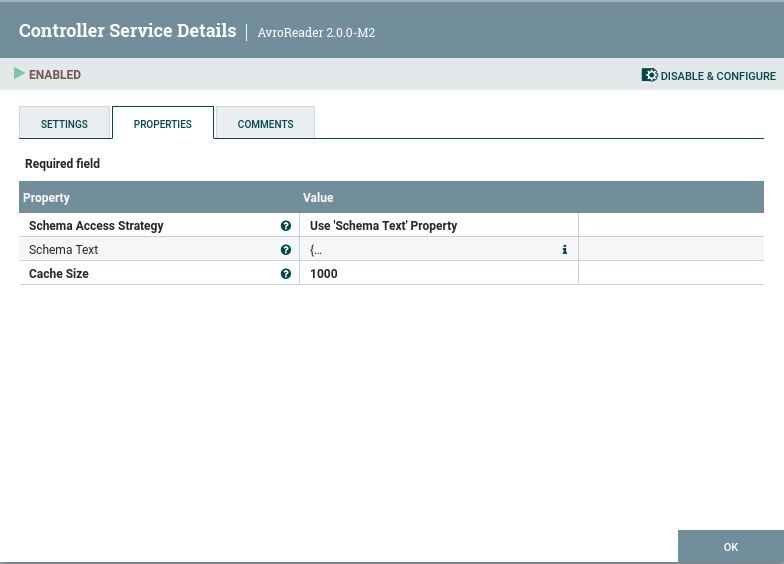 Controller Service Details | AvroReader 2.0.0-M2
ENABLED
DISABLE & CONFIGURE
SETTINGS
PROPERTIES
COMMENTS
Required field
Property Value
Schema Access Strategy ? Use 'Schema Text' Property
Schema Text ? {... i
Cache Size ? 1000
OK